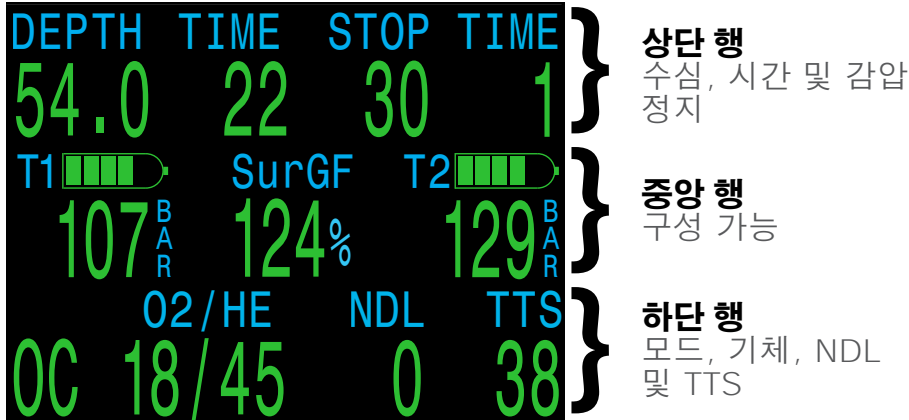 DEPTH TIME STOP TIME
54.0 22 30 1
T1 SurGF T2
107 BAR 124% 129 BAR
O2/HE NDL TTS
OC 18/45 0 38
상단 행
수심, 시간 및 감압
정지
중앙 행
구성 가능
하단 행
모드, 기체, NDL
및 TTS